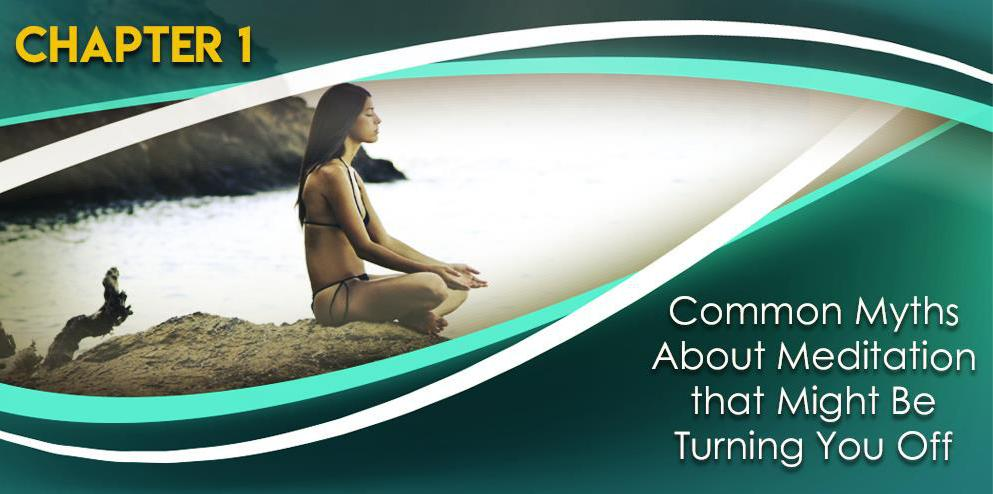 CHAPTER 1
Common Myths
About Meditation
that Might Be
Turning You Off